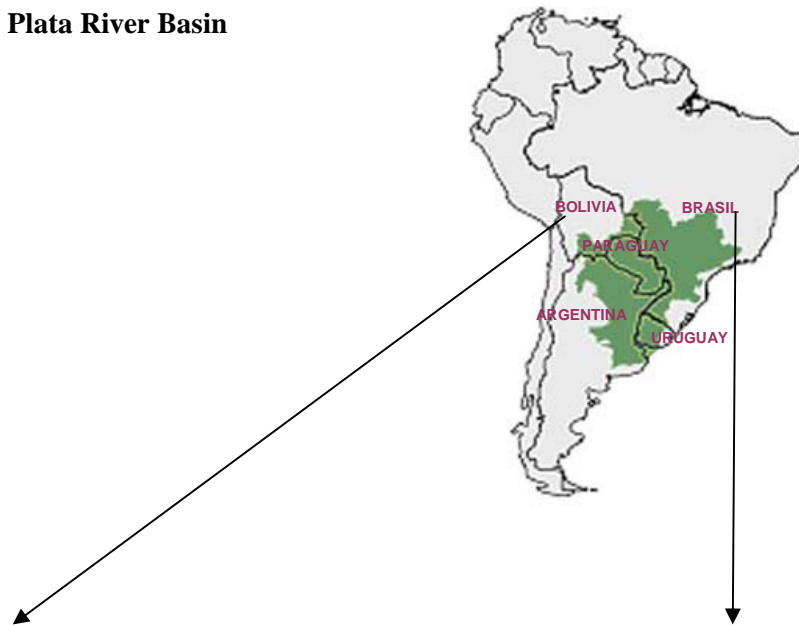 Plata River Basin
BOLIVIA
BRASIL
PARAGUAY
ARGENTINA
URUGUAY